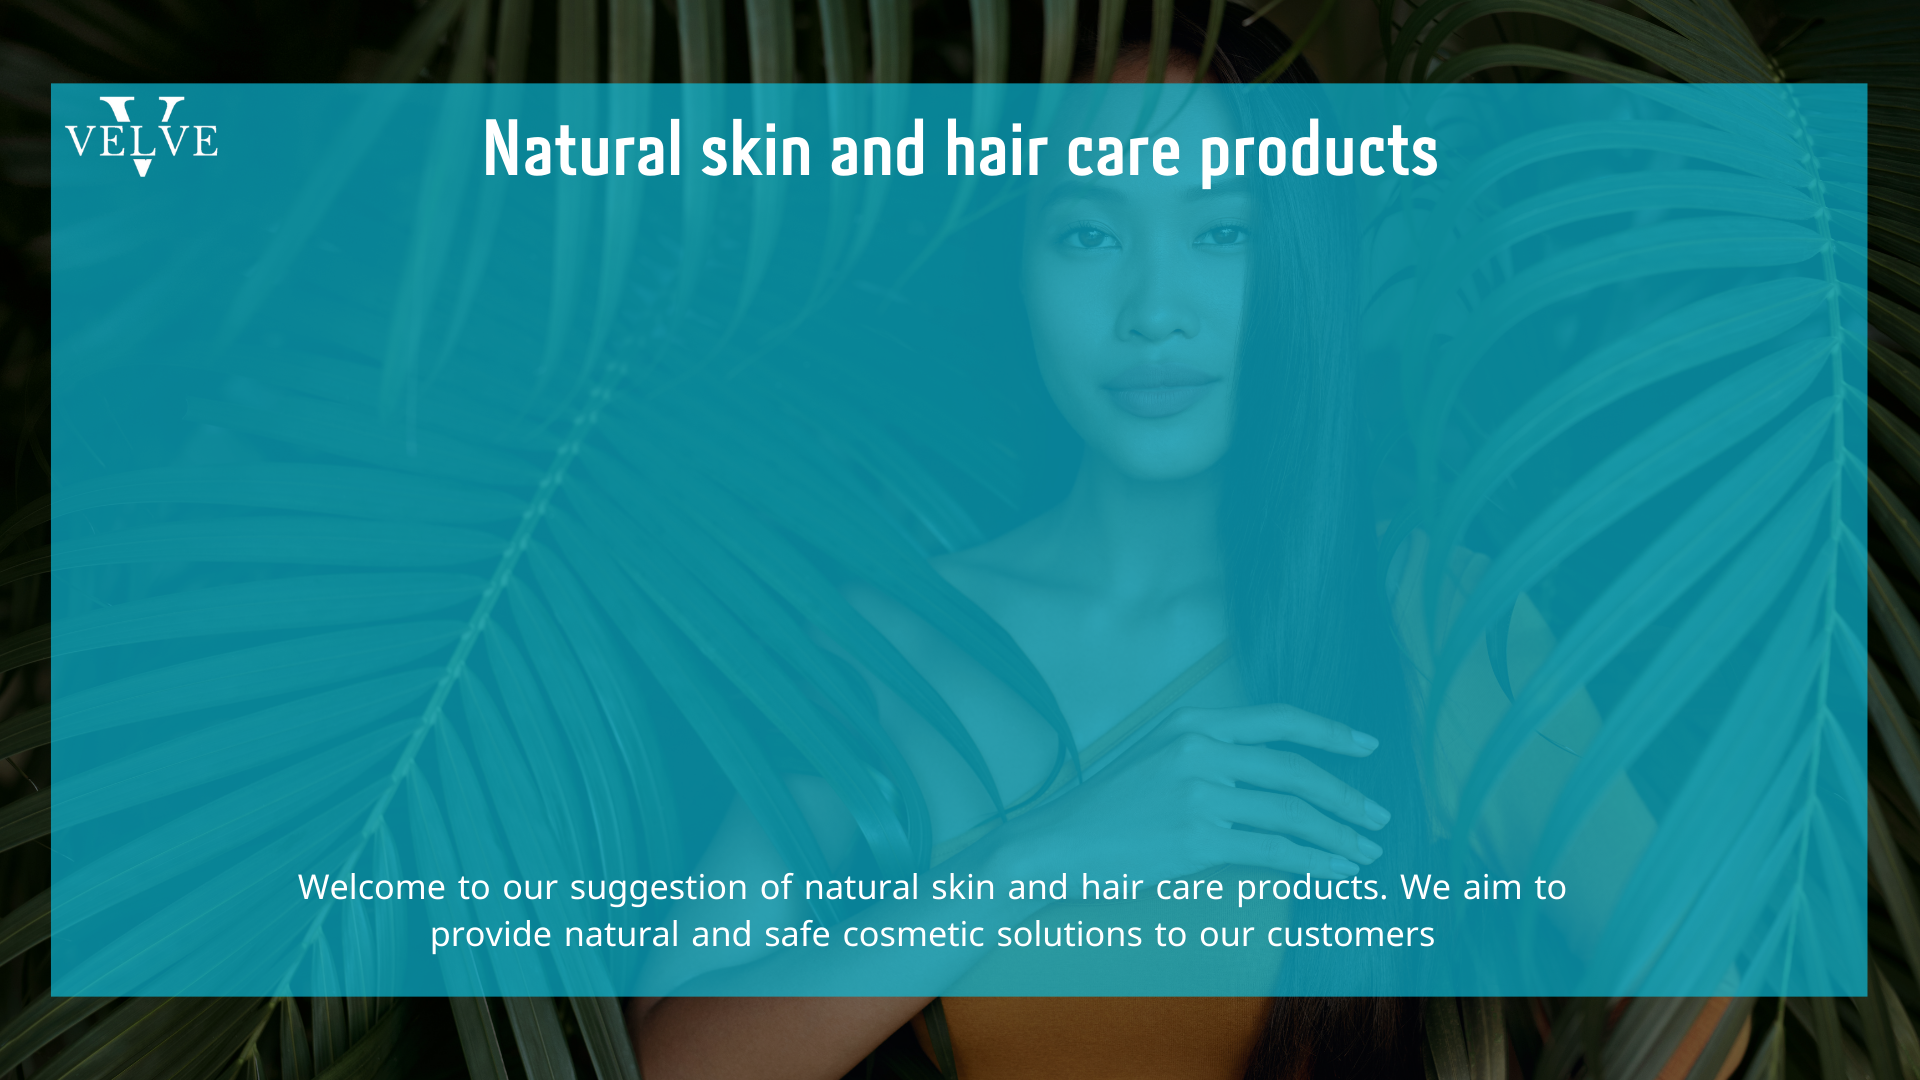 VELVE
Natural skin and hair care products
Welcome to our suggestion of natural skin and hair care products. We aim to
provide natural and safe cosmetic solutions to our customers